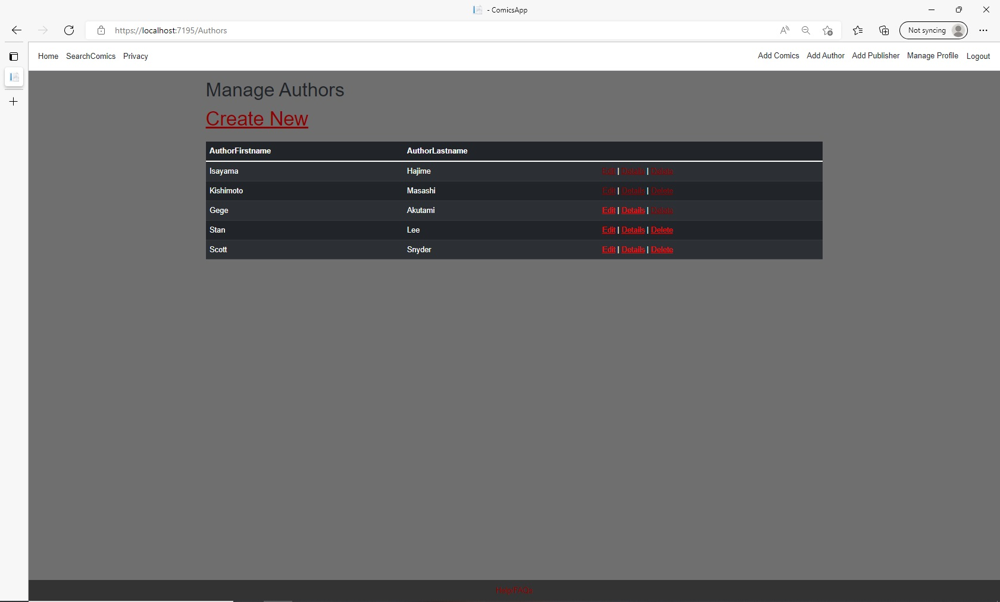 - ComicsApp
https://localhost:7195/Authors
Not syncing
Home SearchComics Privacy
Add Comics Add Author Add Publisher Manage Profile Logout
Manage Authors
Create New
AuthorFirstname AuthorLastname
Isayama Hajime Edit | Details | Delete
Kishimoto Masashi Edit | Details | Delete
Gege Akutami Edit | Details | Delete
Stan Lee Edit | Details | Delete
Scott Snyder Edit | Details | Delete
Help/FAQs